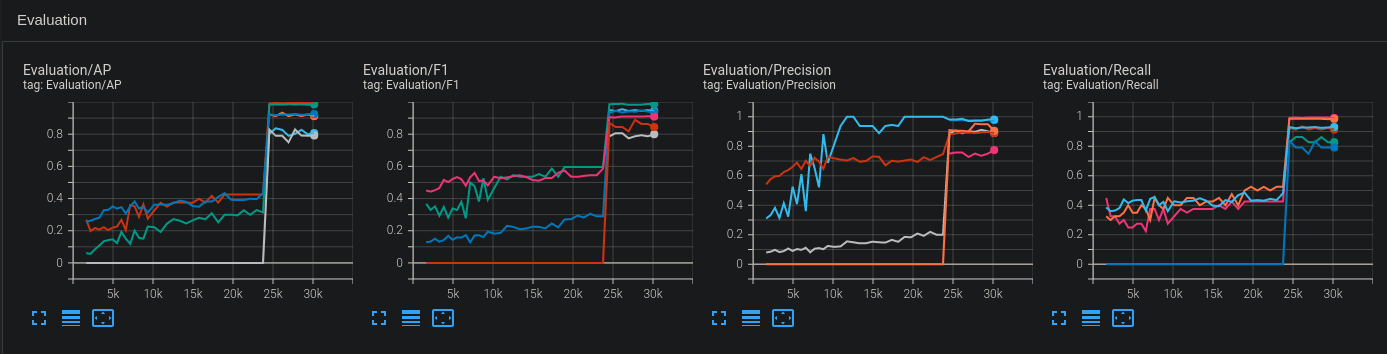 Evaluation
Evaluation/AP
tag: Evaluation/AP
0.8
0.6
0.4
0.2
0
5k 10k 15k 20k 25k 30k
Evaluation/F1
tag: Evaluation/F1
0.8
0.6
0.4
0.2
0
5k 10k 15k 20k 25k 30k
Evaluation/Precision
tag: Evaluation/Precision
1
0.8
0.6
0.4
0.2
0
5k 10k 15k 20k 25k 30k
Evaluation/Recall
tag: Evaluation/Recall
1
0.8
0.6
0.4
0.2
0
5k 10k 15k 20k 25k 30k